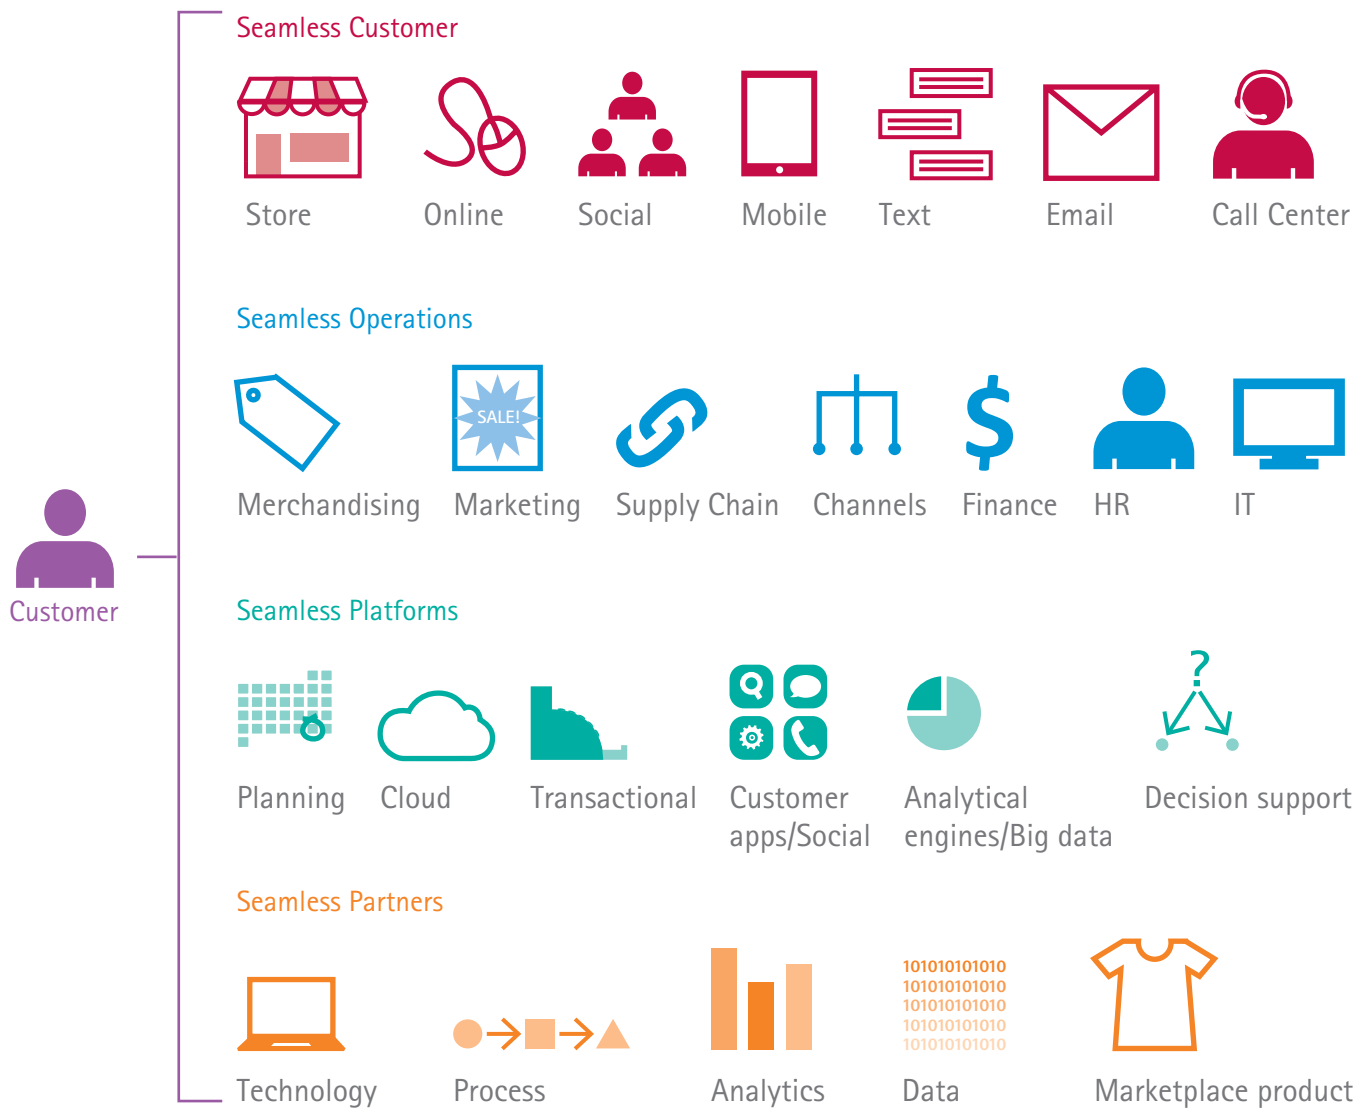 Seamless Customer
Store
Online
Social
Mobile
Text
Email
Call Center
Seamless Operations
SALE!
Merchandising
Marketing
Supply Chain
Channels
Finance
HR
IT
Customer
Seamless Platforms
?
Planning
Cloud
Transactional
Customer
apps/Social
Analytical
engines/Big data
Decision support
Seamless Partners
101010101010
101010101010
101010101010
101010101010
101010101010
Technology
Process
Analytics
Data
Marketplace product